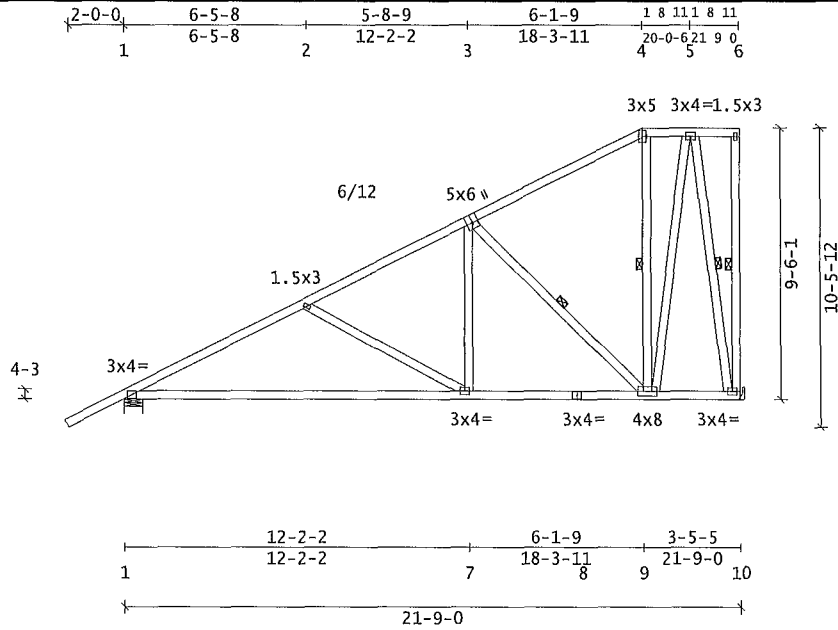 2-0-0 6-5-8 5-8-9 6-1-9 1 8 11 1 8 11
6-5-8 12-2-2 18-3-11 20-0-6 21 9 0
1 2 3 4 5 6
3x5 3x4= 1.5x3
6/12 5x6
1.5x3
9-6-1
10-5-12
4-3
3x4=
3x4= 3x4= 4x8 3x4=
12-2-2 6-1-9 3-5-5
12-2-2 18-3-11 21-9-0
1 7 8 9 10
21-9-0